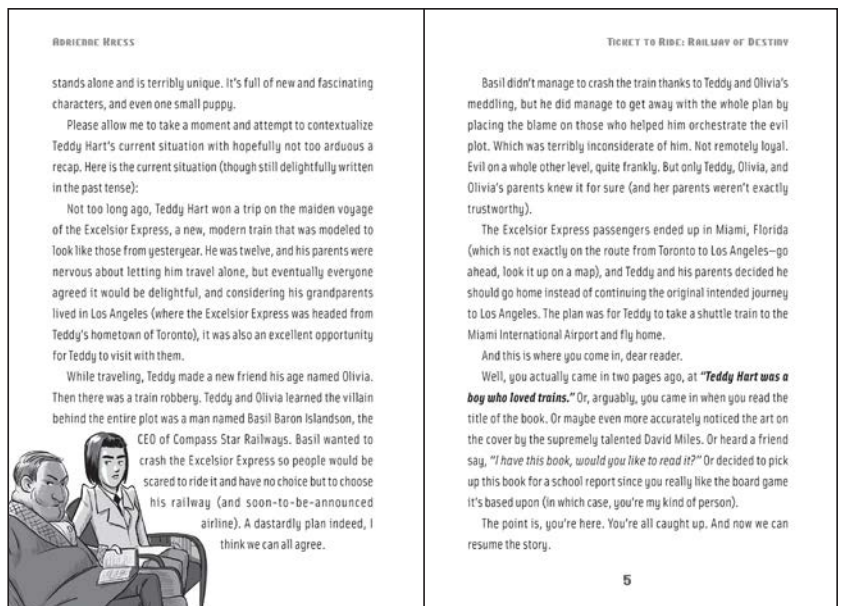 ADRIENNE KRESS
stands alone and is terribly unique. It's full of new and fascinating
characters, and even one small puppy.
Please allow me to take a moment and attempt to contextualize
Teddy Hart's current situation with hopefully not too arduous a
recap. Here is the current situation (though still delightfully written
in the past tense):
Not too long ago, Teddy Hart won a trip on the maiden voyage
of the Excelsior Express, a new, modern train that was modeled to
look like those from yesteryear. He was twelve, and his parents were
nervous about letting him travel alone, but eventually everyone
agreed it would be delightful, and considering his grandparents
lived in Los Angeles (where the Excelsior Express was headed from
Teddy's hometown of Toronto), it was also an excellent opportunity
for Teddy to visit with them.
While traveling, Teddy made a new friend his age named Olivia.
Then there was a train robbery. Teddy and Olivia learned the villain
behind the entire plot was a man named Basil Baron Islandson, the
CEO of Compass Star Railways. Basil wanted to
crash the Excelsior Express so people would be
scared to ride it and have no choice but to choose
his railway (and soon-to-be-announced
airline). A dastardly plan indeed, I
think we can all agree.
TICKET TO RIDE: RAILWAY OF DESTINY
Basil didn't manage to crash the train thanks to Teddy and Olivia's
meddling, but he did manage to get away with the whole plan by
placing the blame on those who helped him orchestrate the evil
plot. Which was terribly inconsiderate of him. Not remotely loyal.
Evil on a whole other level, quite frankly. But only Teddy, Olivia, and
Olivia's parents knew it for sure (and her parents weren't exactly
trustworthy).
The Excelsior Express passengers ended up in Miami, Florida
(which is not exactly on the route from Toronto to Los Angeles—go
ahead, look it up on a map), and Teddy and his parents decided he
should go home instead of continuing the original intended journey
to Los Angeles. The plan was for Teddy to take a shuttle train to the
Miami International Airport and fly home.
And this is where you come in, dear reader.
Well, you actually came in two pages ago, at "Teddy Hart was a
boy who loved trains." Or, arguably, you came in when you read the
title of the book. Or maybe even more accurately noticed the art on
the cover by the supremely talented David Miles. Or heard a friend
say, "I have this book, would you like to read it?" Or decided to pick
up this book for a school report since you really like the board game
it's based upon (in which case, you're my kind of person).
The point is, you're here. You're all caught up. And now we can
resume the story.
5